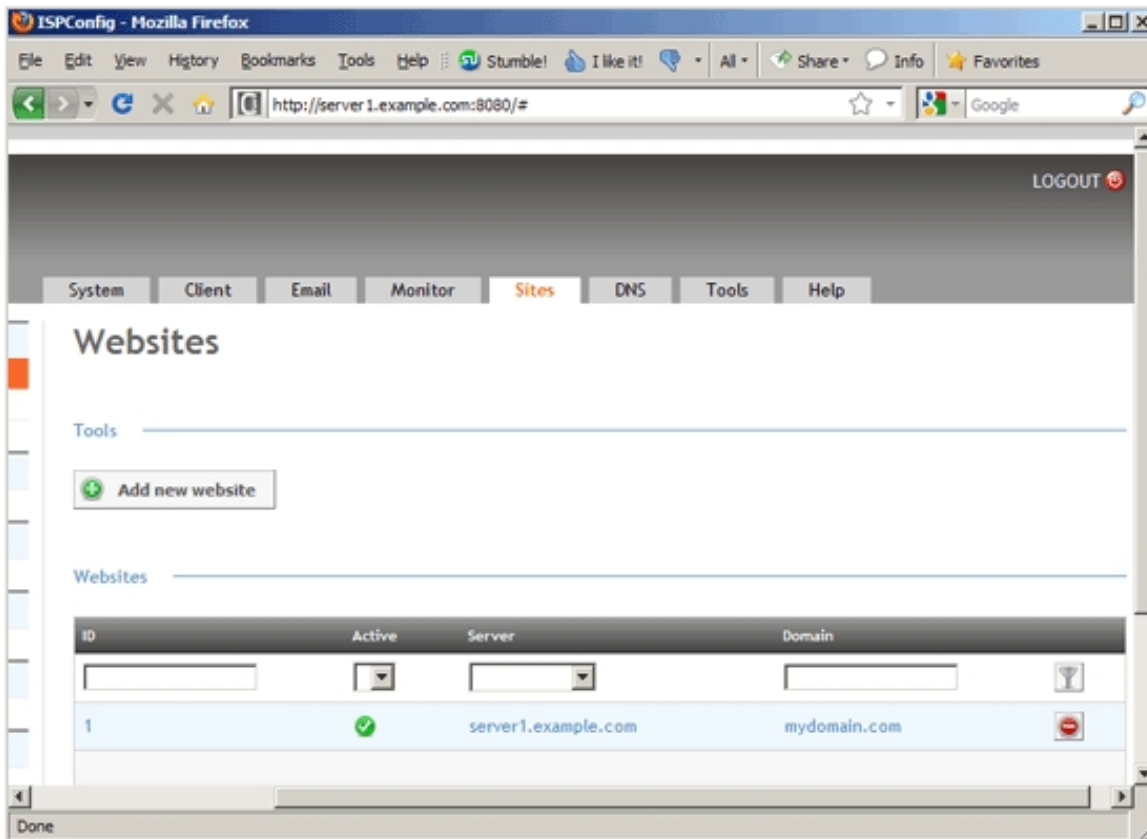 ISPConfig - Mozilla Firefox
File Edit View History Bookmarks Tools Help Stumble! I like it! All Share Info Favorites
http://server1.example.com:8080/# Google
LOGOUT
System Client Email Monitor Sites DNS Tools Help
Websites
Tools
Add new website
Websites
ID Active Server Domain
1 server1.example.com mydomain.com
Done